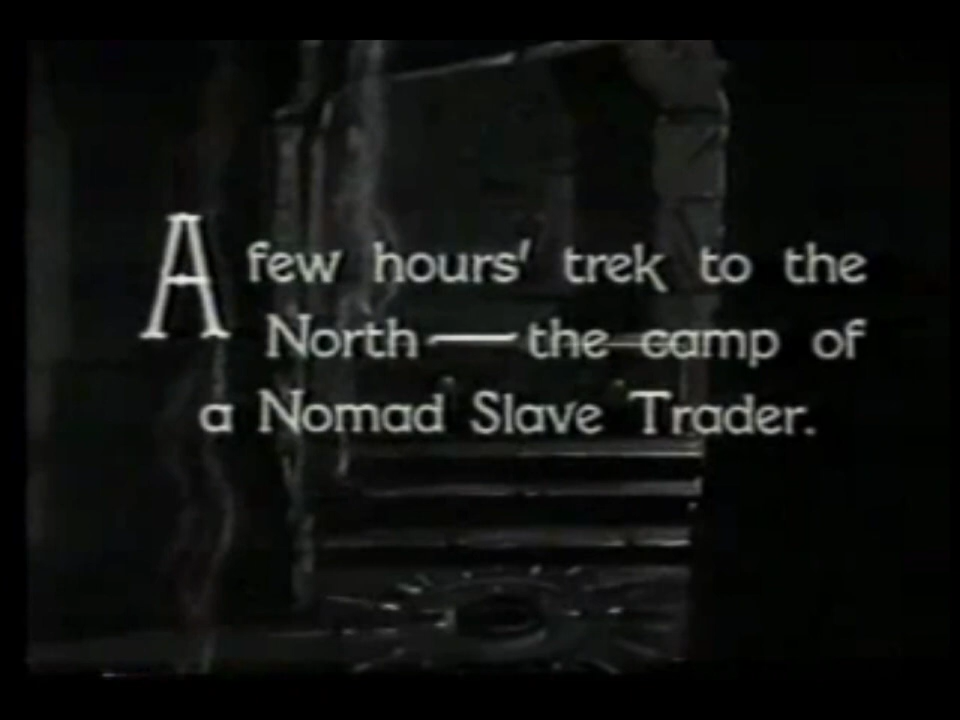 A few hours' trek to the
North — the camp of
a Nomad Slave Trader.